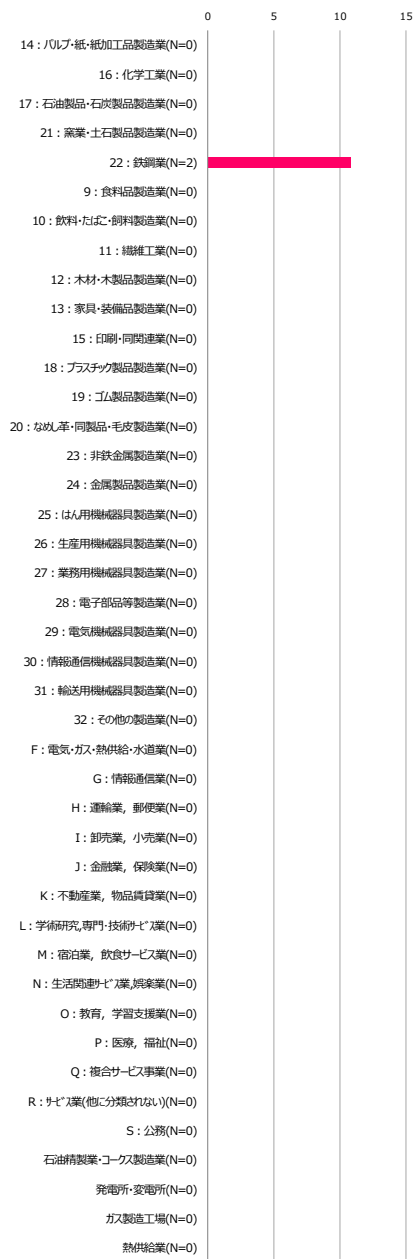 0 5 10 15
14：パルプ・紙・紙加工品製造業(N=0)
16：化学工業(N=0)
17：石油製品・石炭製品製造業(N=0)
21：窯業・土石製品製造業(N=0)
22：鉄鋼業(N=2)
9：食料品製造業(N=0)
10：飲料・たばこ・飼料製造業(N=0)
11：繊維工業(N=0)
12：木材・木製品製造業(N=0)
13：家具・装備品製造業(N=0)
15：印刷・同関連業(N=0)
18：プラスチック製品製造業(N=0)
19：ゴム製品製造業(N=0)
20：なめし革・同製品・毛皮製造業(N=0)
23：非鉄金属製造業(N=0)
24：金属製品製造業(N=0)
25：はん用機械器具製造業(N=0)
26：生産用機械器具製造業(N=0)
27：業務用機械器具製造業(N=0)
28：電子部品等製造業(N=0)
29：電気機械器具製造業(N=0)
30：情報通信機械器具製造業(N=0)
31：輸送用機械器具製造業(N=0)
32：その他の製造業(N=0)
F：電気・ガス・熱供給・水道業(N=0)
G：情報通信業(N=0)
H：運輸業，郵便業(N=0)
I：卸売業，小売業(N=0)
J：金融業，保険業(N=0)
K：不動産業，物品賃貸業(N=0)
L：学術研究,専門・技術ｻｰﾋﾞｽ業(N=0)
M：宿泊業，飲食サービス業(N=0)
N：生活関連ｻｰﾋﾞｽ業,娯楽業(N=0)
O：教育，学習支援業(N=0)
P：医療，福祉(N=0)
Q：複合サービス事業(N=0)
R：ｻｰﾋﾞｽ業(他に分類されない)(N=0)
S：公務(N=0)
石油精製業・コークス製造業(N=0)
発電所・変電所(N=0)
ガス製造工場(N=0)
熱供給業(N=0)